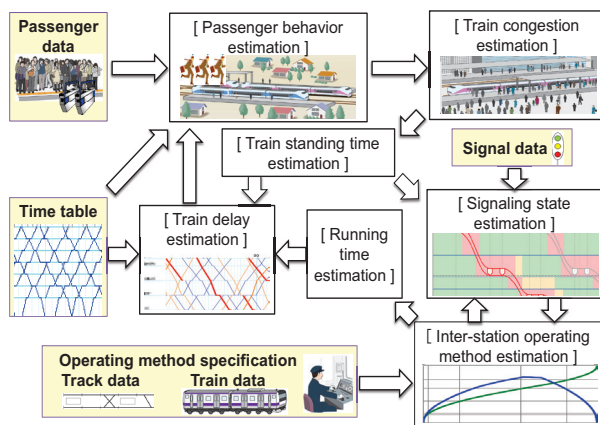 Passenger
data
[ Passenger behavior
estimation ]
[ Train congestion
estimation ]
[ Train standing time
estimation ]
Signal data
Time table
[ Train delay
estimation ]
[ Running
time
estimation ]
[ Signaling state
estimation ]
[ Inter-station operating
method estimation ]
Operating method specification
Track data
Train data